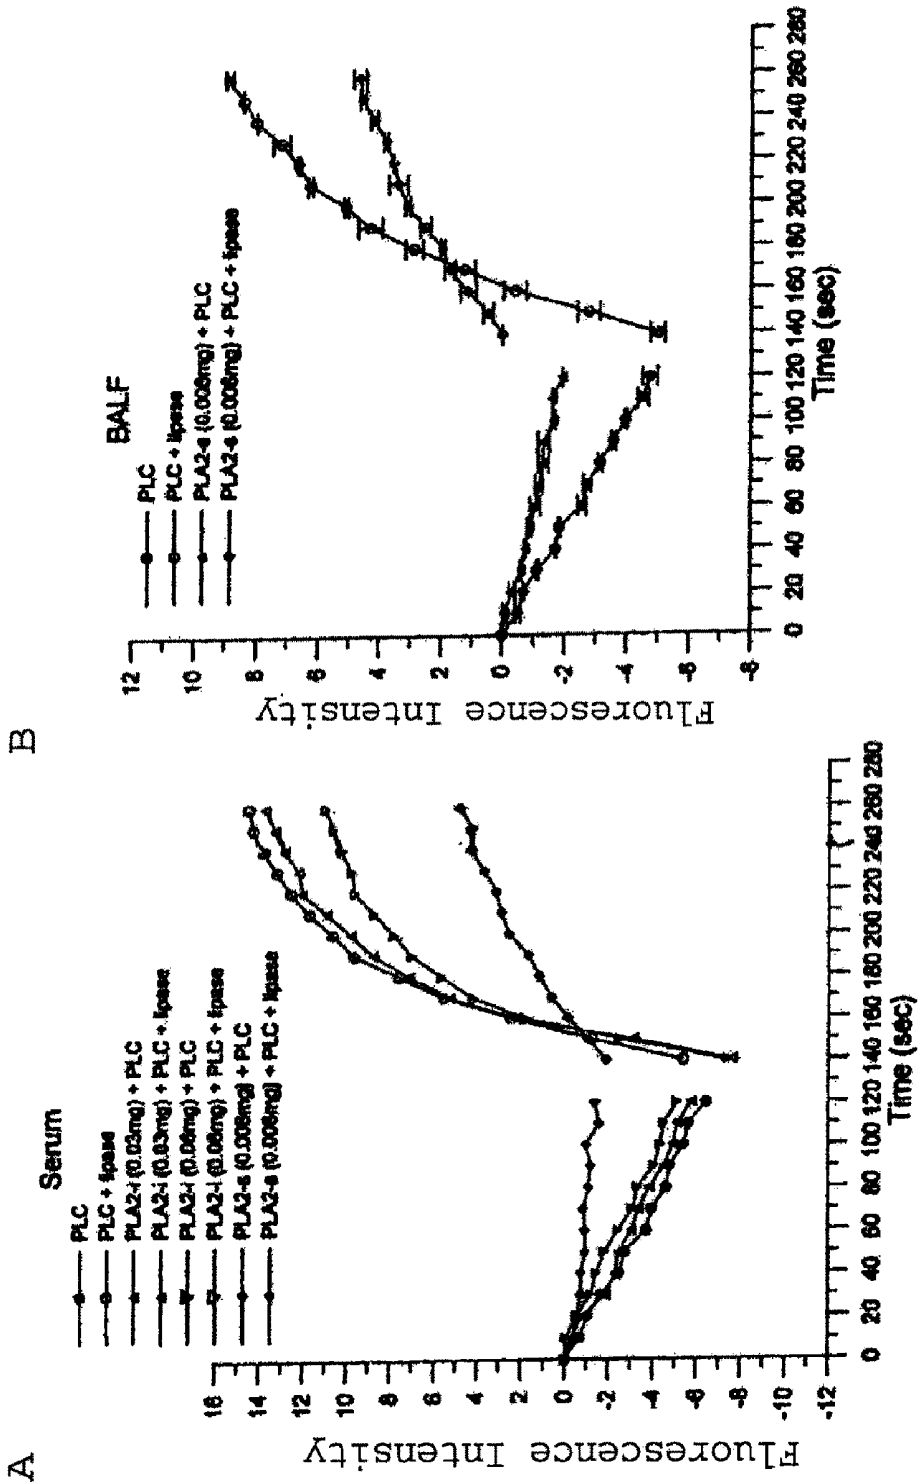 A
Serum
PLC
PLC + lipase
PLA2-i (0.03mg) + PLC
PLA2-i (0.03mg) + PLC + lipase
PLA2-i (0.06mg) + PLC
PLA2-i (0.06mg) + PLC + lipase
PLA2-s (0.006mg) + PLC
PLA2-s (0.006mg) + PLC + lipase
Fluorescence Intensity
16
12
10
8
6
4
2
0
-2
-4
-6
-8
-10
-12
0 20 40 60 80 100 120 140 160 180 200 220 240 260 280
Time (sec)
B
BALF
PLC
PLC + lipase
PLA2-s (0.006mg) + PLC
PLA2-s (0.006mg) + PLC + lipase
Fluorescence Intensity
12
10
8
6
4
2
0
-2
-4
-6
-8
0 20 40 60 80 100 120 140 160 180 200 220 240 260 280
Time (sec)